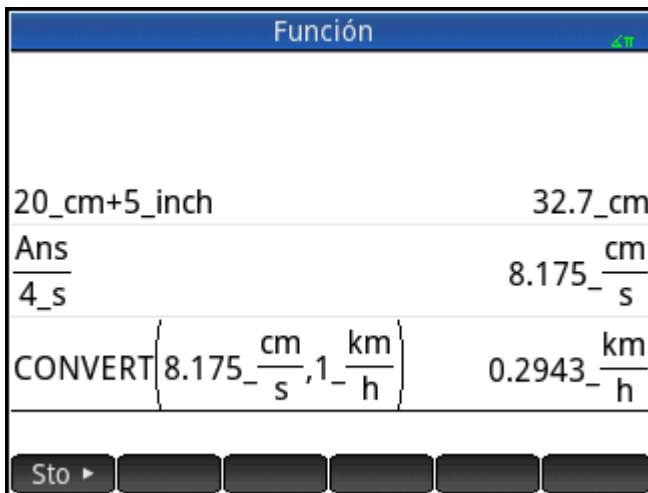 Función
∡π
20_cm+5_inch
32.7_cm
Ans
4_s
8.175_cm/s
CONVERT(8.175_cm/s,1_km/h)
0.2943_km/h
Sto ►